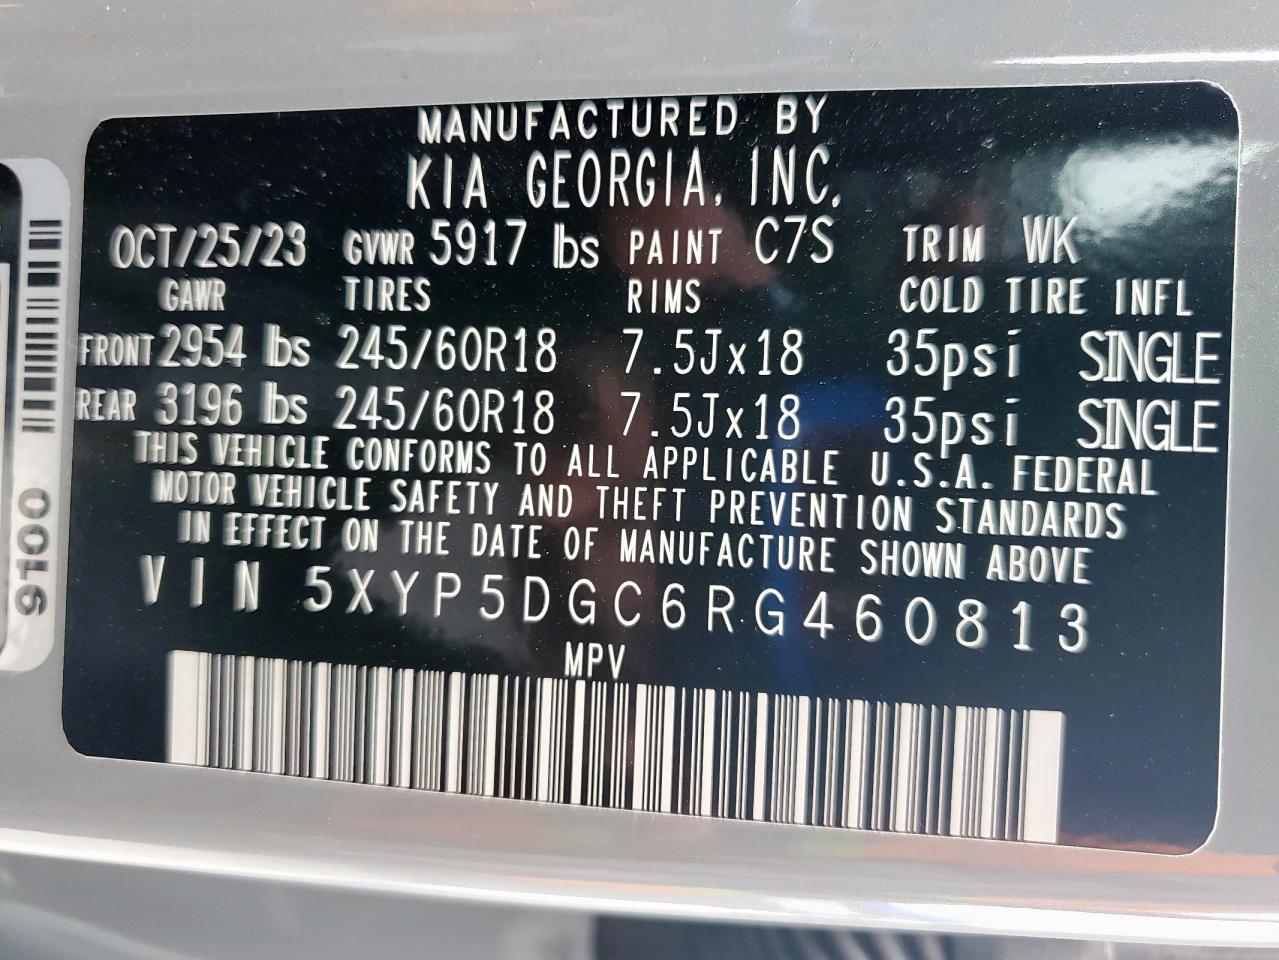 MANUFACTURED BY
KIA GEORGIA, INC.
OCT/25/23 GVWR 5917 lbs PAINT C7S TRIM WK
GAWR TIRES RIMS COLD TIRE INFL
FRONT 2954 lbs 245/60R18 7.5Jx18 35psi SINGLE
REAR 3196 lbs 245/60R18 7.5Jx18 35psi SINGLE
THIS VEHICLE CONFORMS TO ALL APPLICABLE U.S.A. FEDERAL
MOTOR VEHICLE SAFETY AND THEFT PREVENTION STANDARDS
IN EFFECT ON THE DATE OF MANUFACTURE SHOWN ABOVE
VIN 5XYP5DGC6RG460813
MPV
9100